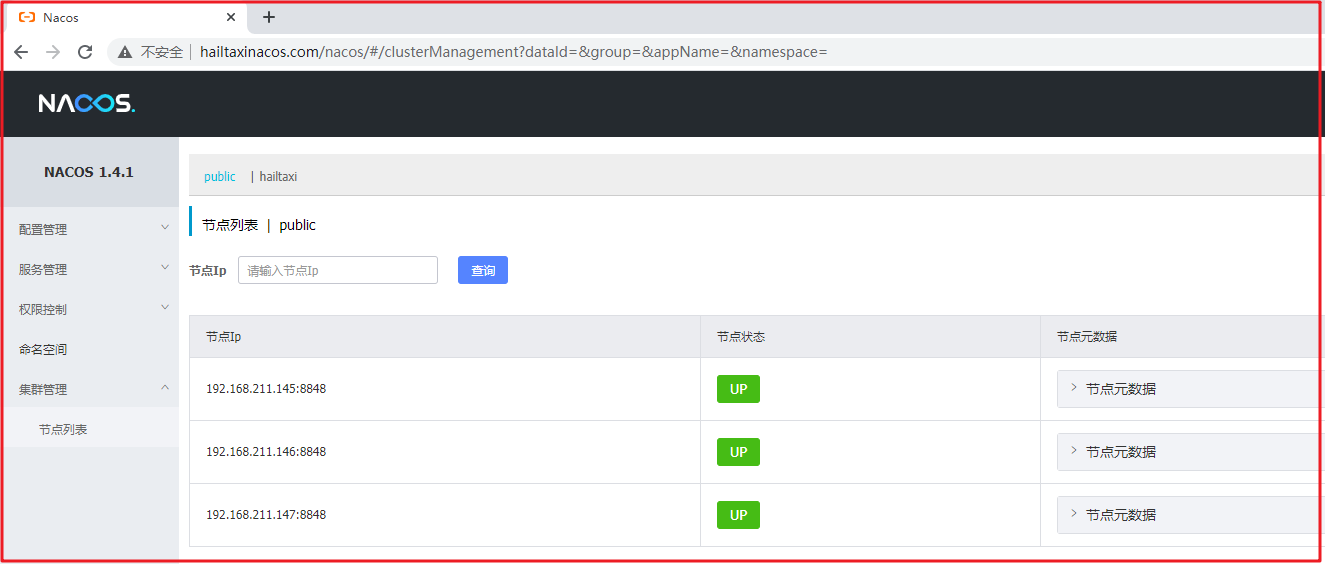 Nacos
不安全 hailtaxinacos.com/nacos/#/clusterManagement?dataId=&group=&appName=&namespace=
NACOS.
NACOS 1.4.1
配置管理
服务管理
权限控制
命名空间
集群管理
节点列表
public | hailtaxi
节点列表 | public
节点Ip 请输入节点Ip 查询
节点Ip 节点状态 节点元数据
192.168.211.145:8848 UP 节点元数据
192.168.211.146:8848 UP 节点元数据
192.168.211.147:8848 UP 节点元数据